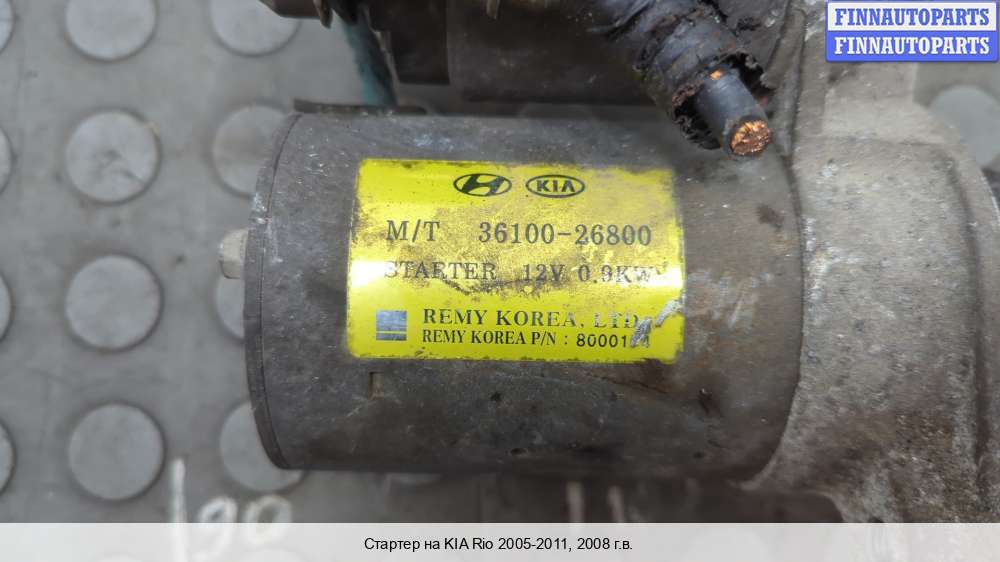 FINNAUTOPARTS
FINNAUTOPARTS
KIA
M/T 36100-26800
STARTER 12V 0.9KW
REMY KOREA, LTD.
REMY KOREA P/N :
190
Стартер на KIA Rio 2005-2011, 2008 г.в.